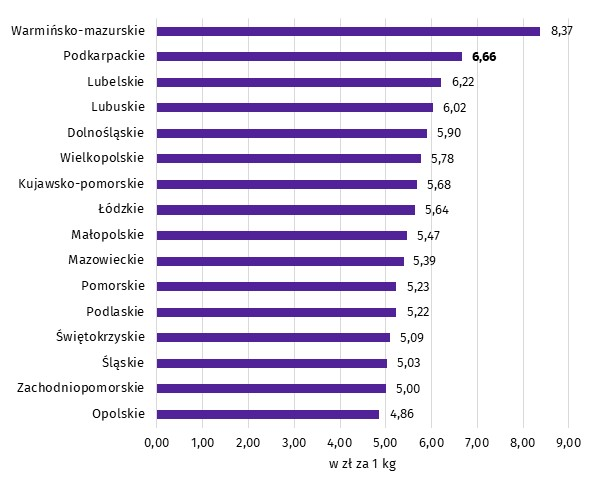 Warmińsko-mazurskie 8,37
Podkarpackie 6,66
Lubelskie 6,22
Lubuskie 6,02
Dolnośląskie 5,90
Wielkopolskie 5,78
Kujawsko-pomorskie 5,68
Łódzkie 5,64
Małopolskie 5,47
Mazowieckie 5,39
Pomorskie 5,23
Podlaskie 5,22
Świętokrzyskie 5,09
Śląskie 5,03
Zachodniopomorskie 5,00
Opolskie 4,86
0,00 1,00 2,00 3,00 4,00 5,00 6,00 7,00 8,00 9,00
w zł za 1 kg